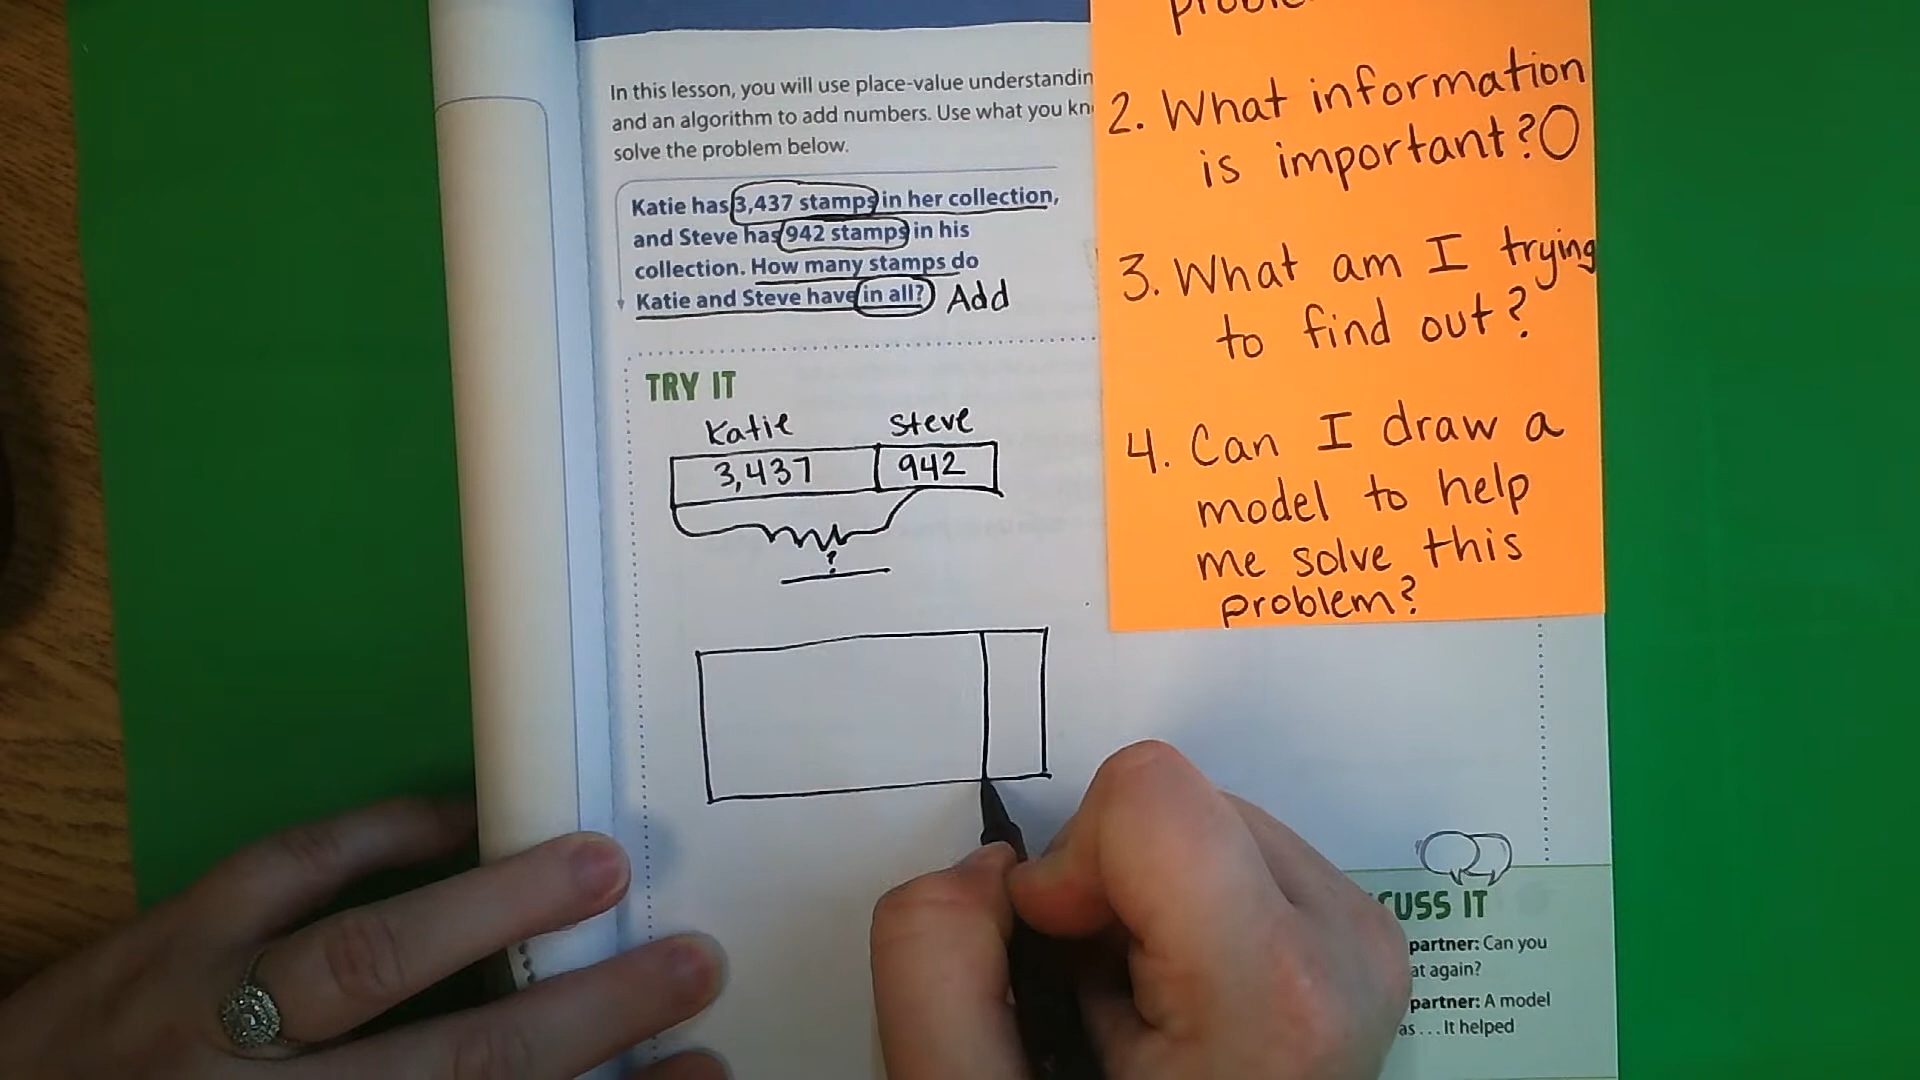 In this lesson, you will use place-value
and an algorithm to add numbers. Use what you
solve the problem below.
Katie has 3,437 stamps in her collection,
and Steve has 942 stamps in his
collection. How many stamps do
Katie and Steve have in all? Add
TRY IT
Katie Steve
3,437 942
?
2. What information
is important?
3. What am I trying
to find out?
4. Can I draw a
model to help
me solve this
problem?
IT
partner: Can you
again?
partner: A model
... It helped